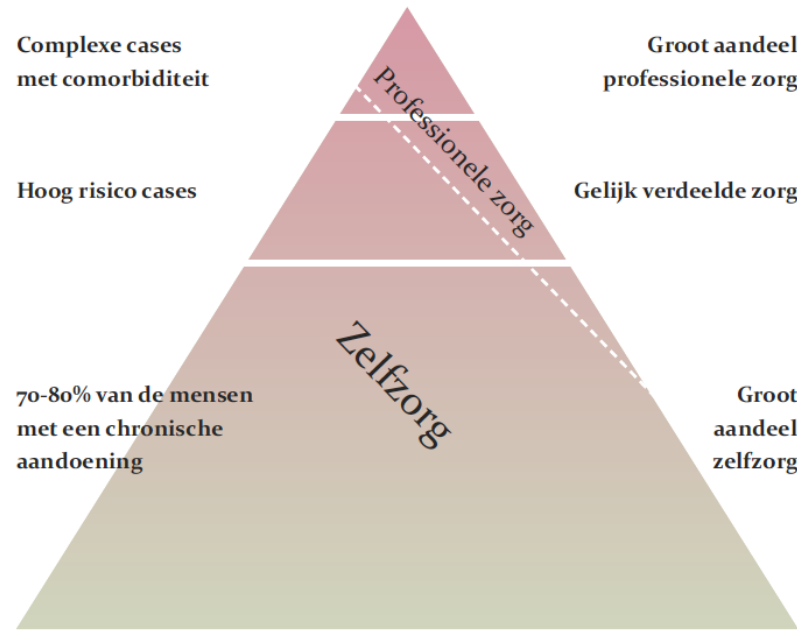 Complexe cases
met comorbiditeit
Groot aandeel
professionele zorg
Professionele zorg
Hoog risico cases
Gelijk verdeelde zorg
Zelfzorg
70-80% van de mensen
met een chronische
aandoening
Groot
aandeel
zelfzorg